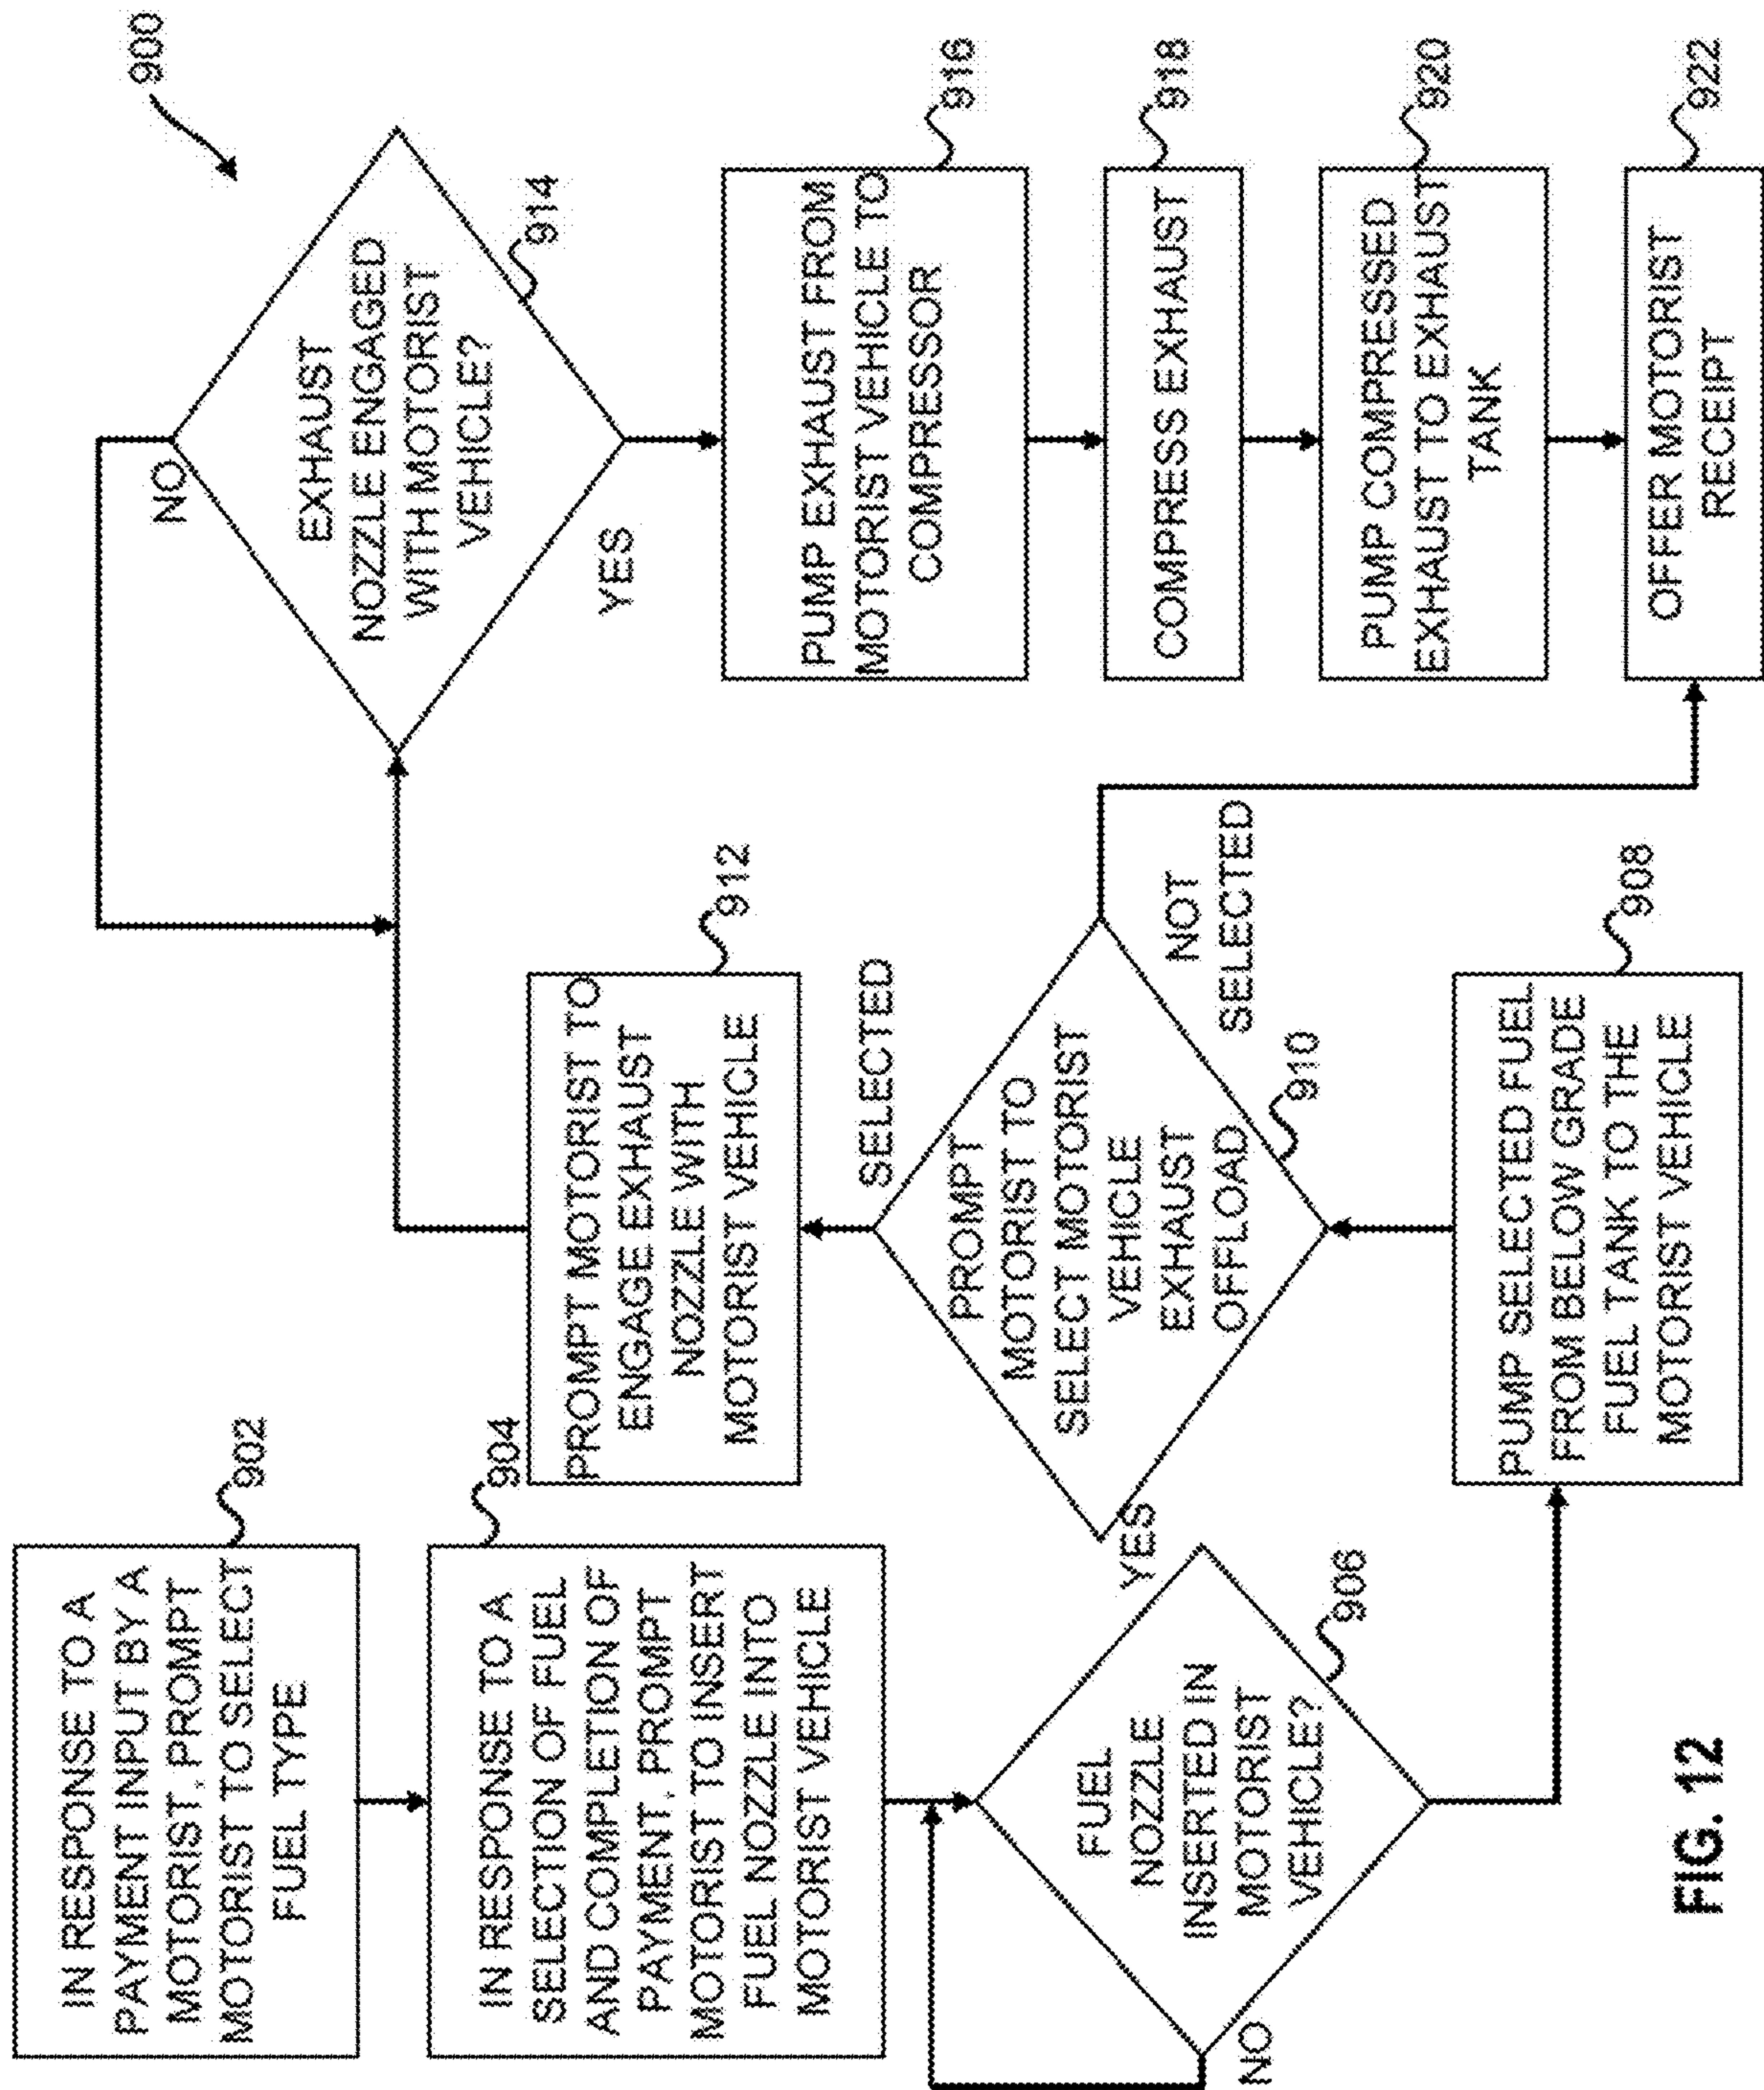 900
IN RESPONSE TO A
PAYMENT INPUT BY A
MOTORIST, PROMPT
MOTORIST TO SELECT
FUEL TYPE
902
IN RESPONSE TO A
SELECTION OF FUEL
AND COMPLETION OF
PAYMENT, PROMPT
MOTORIST TO INSERT
FUEL NOZZLE INTO
MOTORIST VEHICLE
904
FUEL
NOZZLE
INSERTED IN
MOTORIST
VEHICLE?
906
NO
YES
PUMP SELECTED FUEL
FROM BELOW GRADE
FUEL TANK TO THE
MOTORIST VEHICLE
908
PROMPT
MOTORIST TO
SELECT MOTORIST
VEHICLE
EXHAUST
OFFLOAD
910
SELECTED
NOT
SELECTED
PROMPT MOTORIST TO
ENGAGE EXHAUST
NOZZLE WITH
MOTORIST VEHICLE
912
EXHAUST
NOZZLE ENGAGED
WITH MOTORIST
VEHICLE?
914
NO
YES
PUMP EXHAUST FROM
MOTORIST VEHICLE TO
COMPRESSOR
916
COMPRESS EXHAUST
918
PUMP COMPRESSED
EXHAUST TO EXHAUST
TANK
920
OFFER MOTORIST
RECEIPT
922
FIG. 12